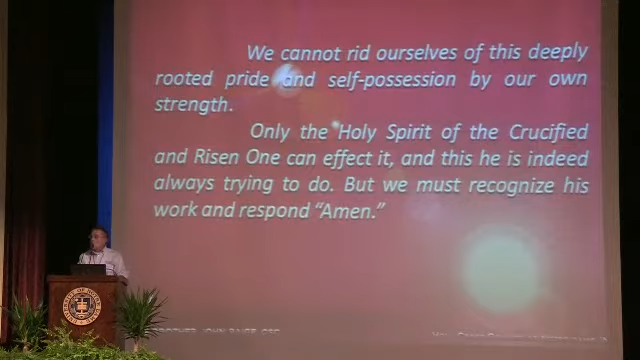 We cannot rid ourselves of this deeply
rooted pride and self-possession by our own
strength.
Only the Holy Spirit of the Crucified
and Risen One can effect it, and this he is indeed
always trying to do. But we must recognize his
work and respond “Amen.”